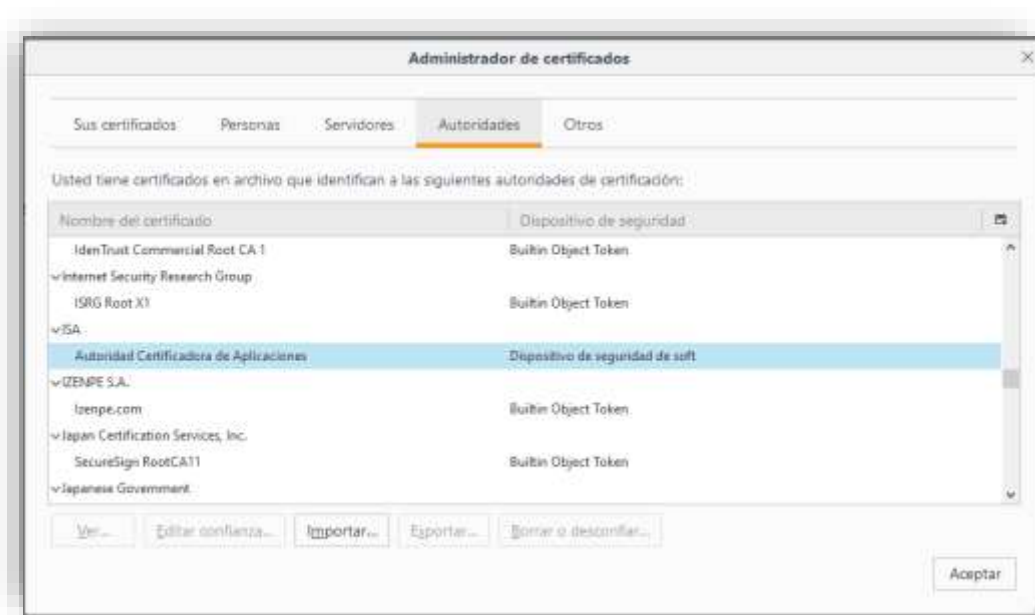 Administrador de certificados
Sus certificados Personas Servidores Autoridades Otros
Usted tiene certificados en archivo que identifican a las siguientes autoridades de certificación:
Nombre del certificado Dispositivo de seguridad
IdenTrust Commercial Root CA 1 Builtin Object Token
Internet Security Research Group
ISRG Root X1 Builtin Object Token
ISA
Autoridad Certificadora de Aplicaciones Dispositivo de seguridad de soft
IZENPE S.A.
Izenpe.com Builtin Object Token
Japan Certification Services, Inc.
SecureSign RootCA11 Builtin Object Token
Japanese Government
Ver... Editar confianza... Importar... Exportar... Borrar o desconfiar...
Aceptar